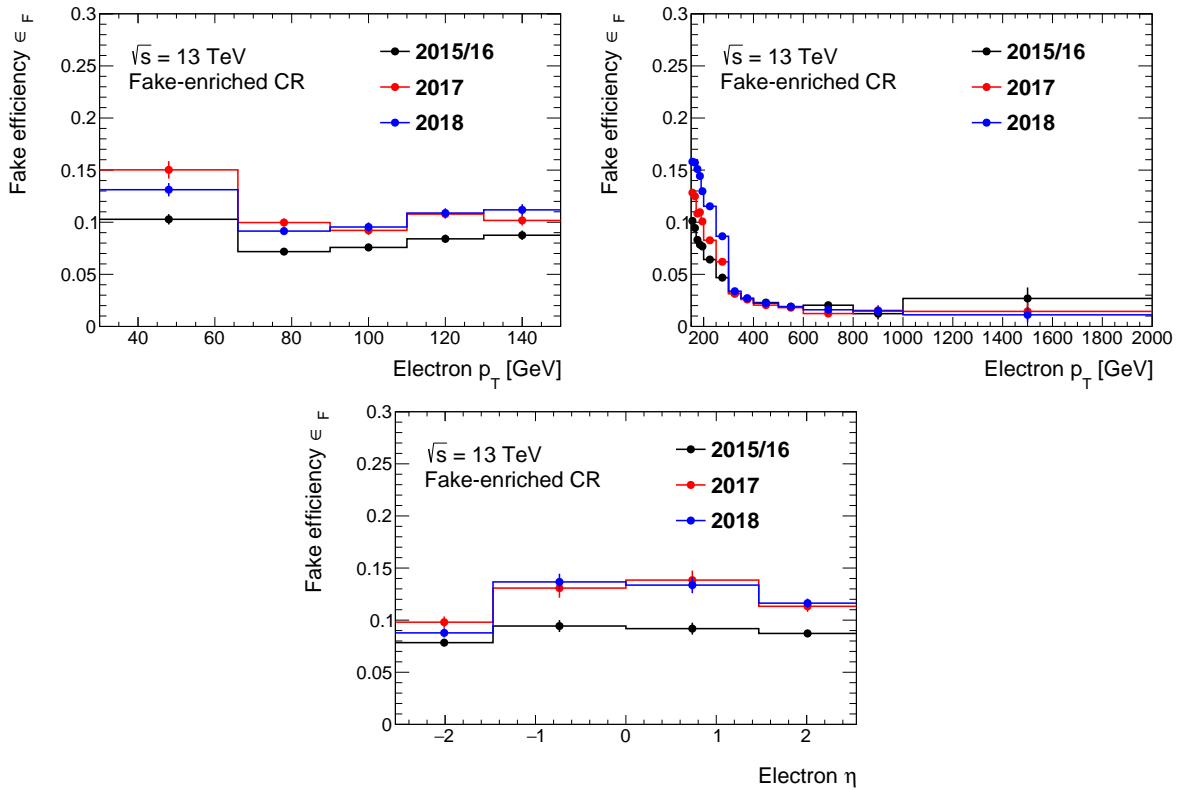 Fake efficiency ϵ F
0.3
0.25
0.2
0.15
0.1
0.05
0
√s = 13 TeV
Fake-enriched CR
2015/16
2017
2018
40 60 80 100 120 140
Electron p T [GeV]
Fake efficiency ϵ F
0.3
0.25
0.2
0.15
0.1
0.05
0
√s = 13 TeV
Fake-enriched CR
2015/16
2017
2018
200 400 600 800 1000 1200 1400 1600 1800 2000
Electron p T [GeV]
Fake efficiency ϵ F
0.3
0.25
0.2
0.15
0.1
0.05
0
√s = 13 TeV
Fake-enriched CR
2015/16
2017
2018
−2 −1 0 1 2
Electron η